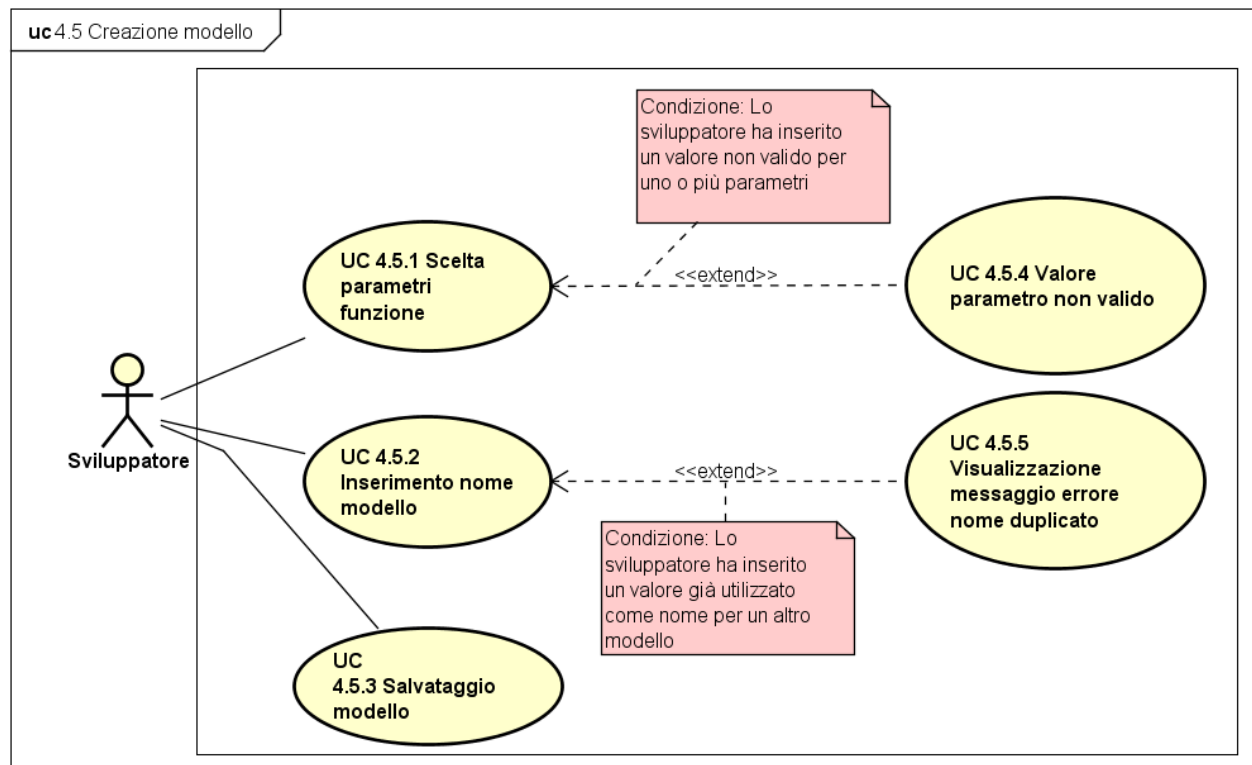 uc 4.5 Creazione modello
Condizione: Lo
sviluppatore ha inserito
un valore non valido per
uno o più parametri
UC 4.5.1 Scelta
parametri
funzione
<<extend>>
UC 4.5.4 Valore
parametro non valido
Sviluppatore
UC 4.5.2
Inserimento nome
modello
<<extend>>
UC 4.5.5
Visualizzazione
messaggio errore
nome duplicato
Condizione: Lo
sviluppatore ha inserito
un valore già utilizzato
come nome per un altro
modello
UC
4.5.3 Salvataggio
modello